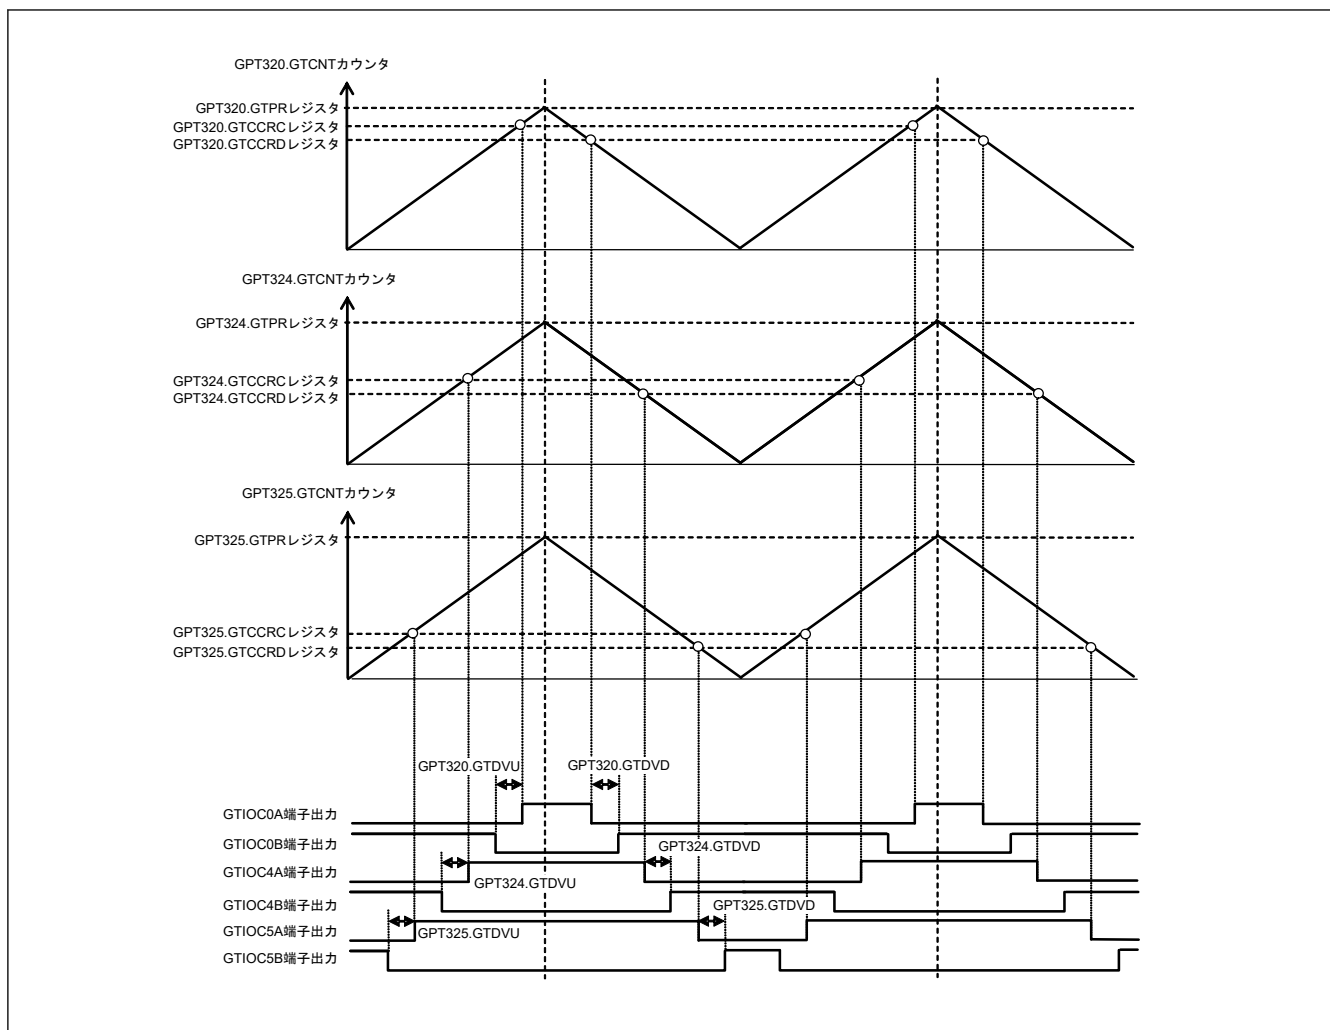 GPT320.GTCNTカウンタ
GPT320.GTPRレジスタ
GPT320.GTCCRCレジスタ
GPT320.GTCCRDレジスタ
GPT324.GTCNTカウンタ
GPT324.GTPRレジスタ
GPT324.GTCCRCレジスタ
GPT324.GTCCRDレジスタ
GPT325.GTCNTカウンタ
GPT325.GTPRレジスタ
GPT325.GTCCRCレジスタ
GPT325.GTCCRDレジスタ
GPT320.GTDVU
GPT320.GTDVD
GTIOC0A端子出力
GTIOC0B端子出力
GPT324.GTDVD
GTIOC4A端子出力
GPT324.GTDVU
GTIOC4B端子出力
GPT325.GTDVD
GTIOC5A端子出力
GPT325.GTDVU
GTIOC5B端子出力